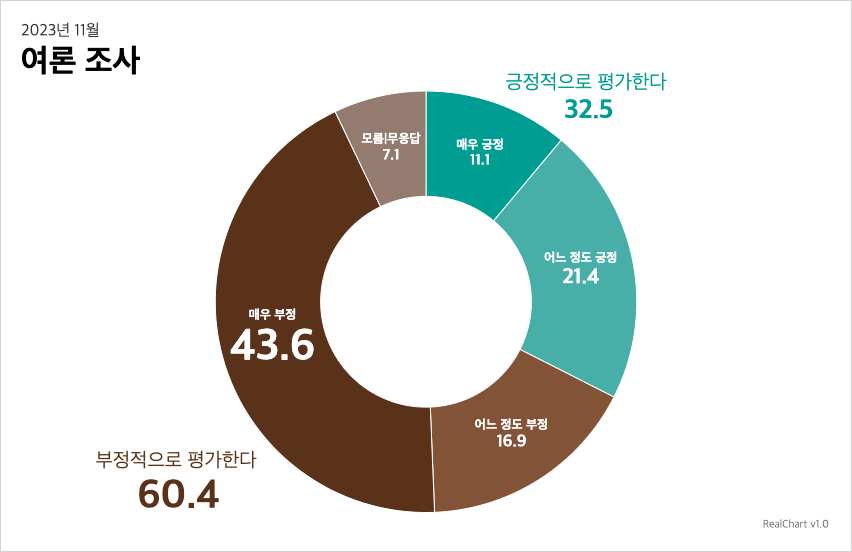 2023년 11월
여론 조사
긍정적으로 평가한다
32.5
모름|무응답
7.1
매우 긍정
11.1
어느 정도 긍정
21.4
매우 부정
43.6
어느 정도 부정
16.9
부정적으로 평가한다
60.4
RealChart v1.0